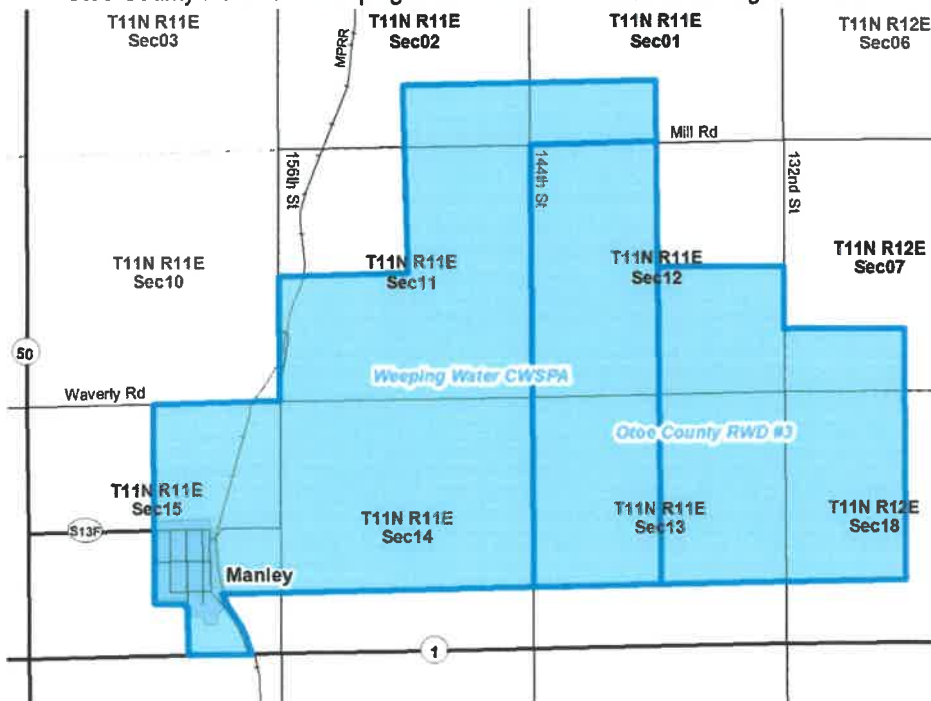 T11N R11E
Sec03
MPRR
T11N R11E
Sec02
T11N R11E
Sec01
T11N R12E
Sec06
Mill Rd
156th St
144th St
132nd St
T11N R11E
Sec10
T11N R11E
Sec11
T11N R11E
Sec12
T11N R12E
Sec07
50
Weeping Water CWSPA
Waverly Rd
Otoe County RWD #3
T11N R11E
Sec15
S13F
T11N R11E
Sec14
T11N R11E
Sec13
T11N R12E
Sec18
Manley
1